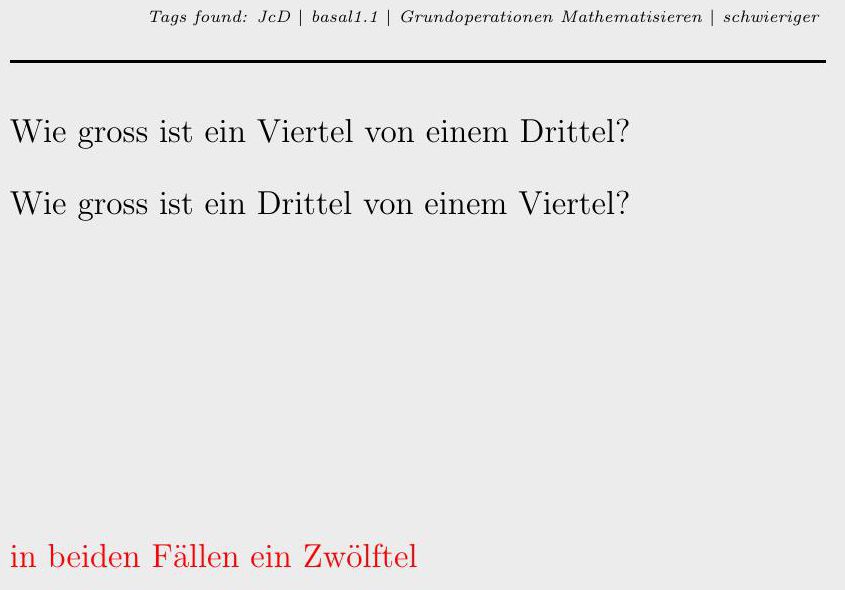 Tags found: JcD | basal1.1 | Grundoperationen Mathematisieren | schwieriger
Wie gross ist ein Viertel von einem Drittel?
Wie gross ist ein Drittel von einem Viertel?
in beiden Fällen ein Zwölftel